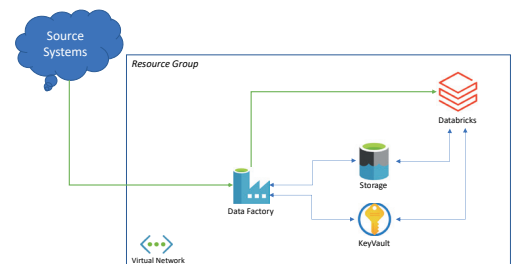 Source
Systems
Resource Group
Databricks
Storage
Data Factory
KeyVault
Virtual Network